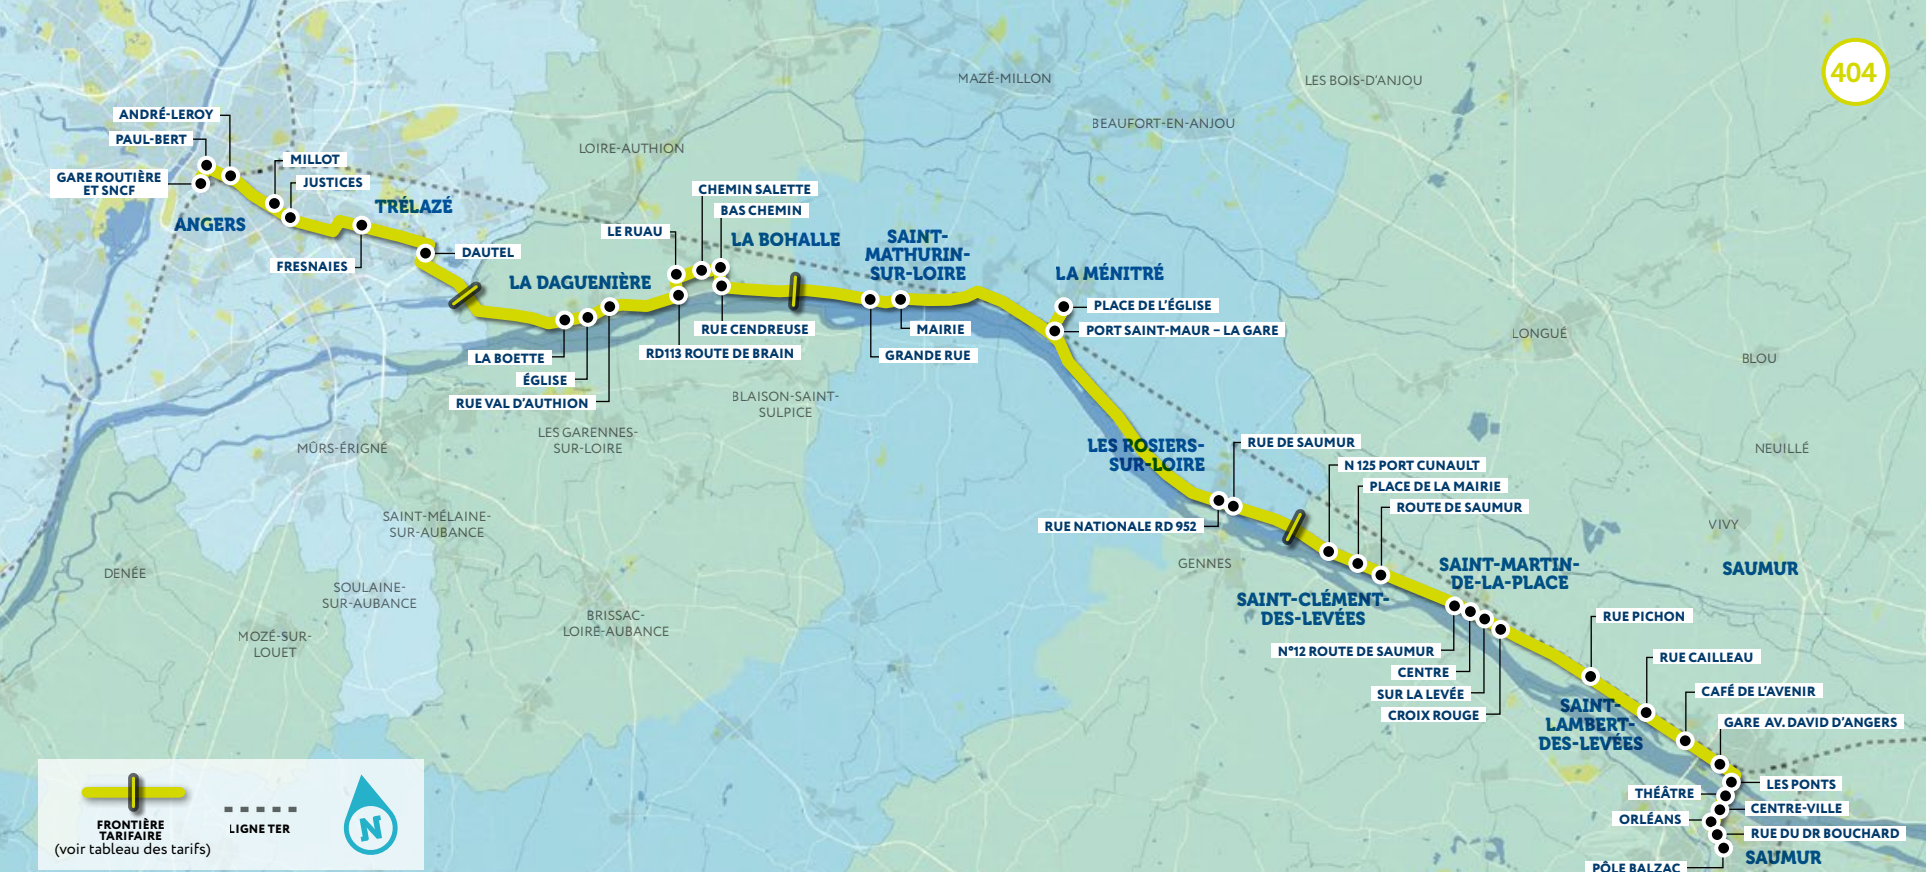 404
MAZÉ-MILLON
LES BOIS-D'ANJOU
BEAUFORT-EN-ANJOU
LOIRE-AUTHION
ANDRÉ-LEROY
PAUL-BERT
GARE ROUTIÈRE
ET SNCF
MILLOT
JUSTICES
ANGERS
TRÉLAZÉ
FRESNAIES
DAUTEL
LA DAGUENIÈRE
LA BOETTE
ÉGLISE
RUE VAL D'AUTHION
LE RUAU
CHEMIN SALETTE
BAS CHEMIN
LA BOHALLE
RUE CENDREUSE
RD113 ROUTE DE BRAIN
SAINT-
MATHURIN-
SUR-LOIRE
MAIRIE
GRANDE RUE
LA MÉNITRÉ
PLACE DE L'ÉGLISE
PORT SAINT-MAUR – LA GARE
LONGUÉ
BLOU
NEUILLÉ
VIVY
SAUMUR
BLAISON-SAINT-
SULPICE
LES GARENNES-
SUR-LOIRE
MÛRS-ÉRIGNÉ
SAINT-MÉLAINE-
SUR-AUBANCE
DENÉE
SOULAINE-
SUR-AUBANCE
MOZÉ-SUR-
LOUET
BRISSAC-
LOIRE-AUBANCE
LES ROSIERS-
SUR-LOIRE
RUE DE SAUMUR
RUE NATIONALE RD 952
GENNES
N 125 PORT CUNAULT
PLACE DE LA MAIRIE
ROUTE DE SAUMUR
SAINT-CLÉMENT-
DES-LEVÉES
SAINT-MARTIN-
DE-LA-PLACE
N°12 ROUTE DE SAUMUR
CENTRE
SUR LA LEVÉE
CROIX ROUGE
RUE PICHON
RUE CAILLEAU
CAFÉ DE L'AVENIR
GARE AV. DAVID D'ANGERS
SAINT-
LAMBERT-
DES-LEVÉES
LES PONTS
THÉÂTRE
CENTRE-VILLE
ORLÉANS
RUE DU DR BOUCHARD
SAUMUR
PÔLE BALZAC
FRONTIÈRE
TARIFAIRE
(voir tableau des tarifs)
LIGNE TER
N